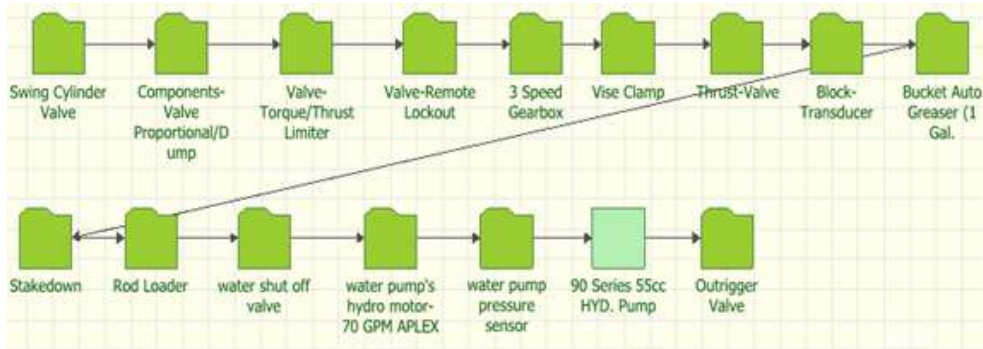 Swing Cylinder
Valve
Components-
Valve
Proportional/D
ump
Valve-
Torque/Thrust
Limiter
Valve-Remote
Lockout
3 Speed
Gearbox
Vise Clamp
Thrust-Valve
Block-
Transducer
Bucket Auto
Greaser (1
Gal.
Stakedown
Rod Loader
water shut off
valve
water pump's
hydro motor-
70 GPM APLEX
water pump
pressure
sensor
90 Series 55cc
HYD. Pump
Outrigger
Valve